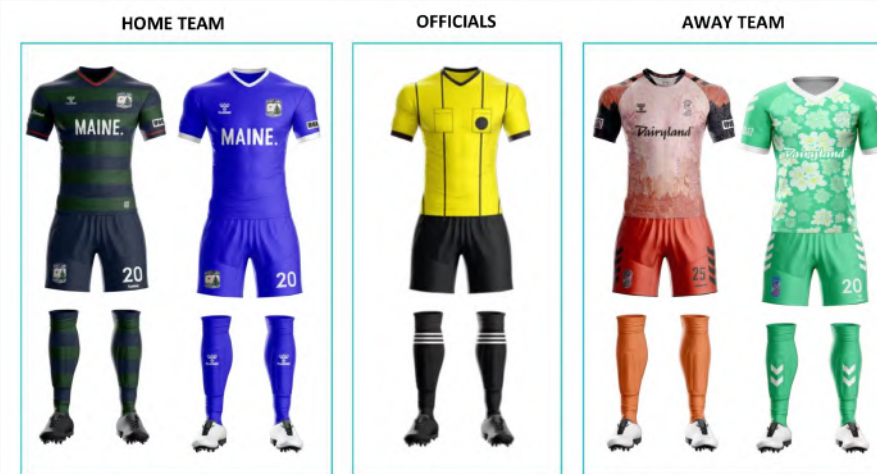 HOME TEAM
OFFICIALS
AWAY TEAM
MAINE.
MAINE.
Dairyland
Dairyland
20
20
25
20